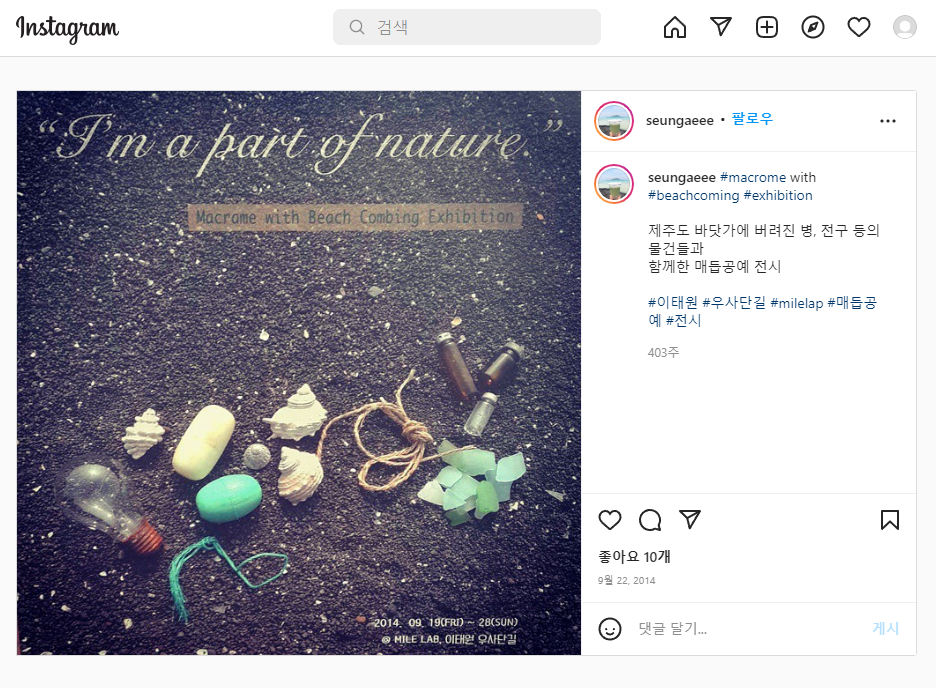 Instagram
검색
“I'm a part of nature.”
Macrome with Beach Combing Exhibition
2014. 09. 19(FRI) ~ 28(SUN)
@ MILE LAB, 이태원 우사단길
seungaeee • 팔로우
seungaeee #macrome with
#beachcoming #exhibition
제주도 바닷가에 버려진 병, 전구 등의
물건들과
함께한 매듭공예 전시
#이태원 #우사단길 #milelap #매듭공
예 #전시
403주
좋아요 10개
9월 22, 2014
댓글 달기...
게시